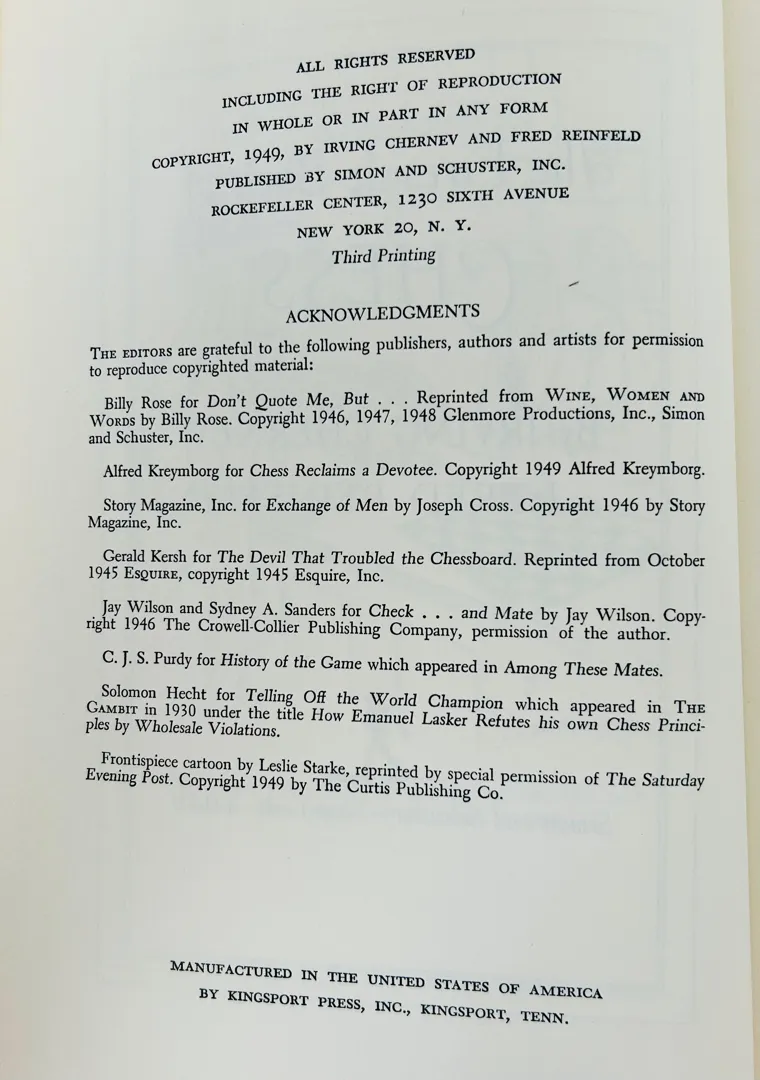 ALL RIGHTS RESERVED
INCLUDING THE RIGHT OF REPRODUCTION
IN WHOLE OR IN PART IN ANY FORM
COPYRIGHT, 1949, BY IRVING CHERNEV AND FRED REINFELD
PUBLISHED BY SIMON AND SCHUSTER, INC.
ROCKEFELLER CENTER, 1230 SIXTH AVENUE
NEW YORK 20, N. Y.
Third Printing
ACKNOWLEDGMENTS
THE EDITORS are grateful to the following publishers, authors and artists for permission
to reproduce copyrighted material:
Billy Rose for Don't Quote Me, But . . . Reprinted from WINE, WOMEN AND
WORDS by Billy Rose. Copyright 1946, 1947, 1948 Glenmore Productions, Inc., Simon
and Schuster, Inc.
Alfred Kreymborg for Chess Reclaims a Devotee. Copyright 1949 Alfred Kreymborg.
Story Magazine, Inc. for Exchange of Men by Joseph Cross. Copyright 1946 by Story
Magazine, Inc.
Gerald Kersh for The Devil That Troubled the Chessboard. Reprinted from October
1945 ESQUIRE, copyright 1945 Esquire, Inc.
Jay Wilson and Sydney A. Sanders for Check . . . and Mate by Jay Wilson. Copy-
right 1946 The Crowell-Collier Publishing Company, permission of the author.
C. J. S. Purdy for History of the Game which appeared in Among These Mates.
Solomon Hecht for Telling Off the World Champion which appeared in THE
GAMBIT in 1930 under the title How Emanuel Lasker Refutes his own Chess Princi-
ples by Wholesale Violations.
Frontispiece cartoon by Leslie Starke, reprinted by special permission of The Saturday
Evening Post. Copyright 1949 by The Curtis Publishing Co.
MANUFACTURED IN THE UNITED STATES OF AMERICA
BY KINGSPORT PRESS, INC., KINGSPORT, TENN.